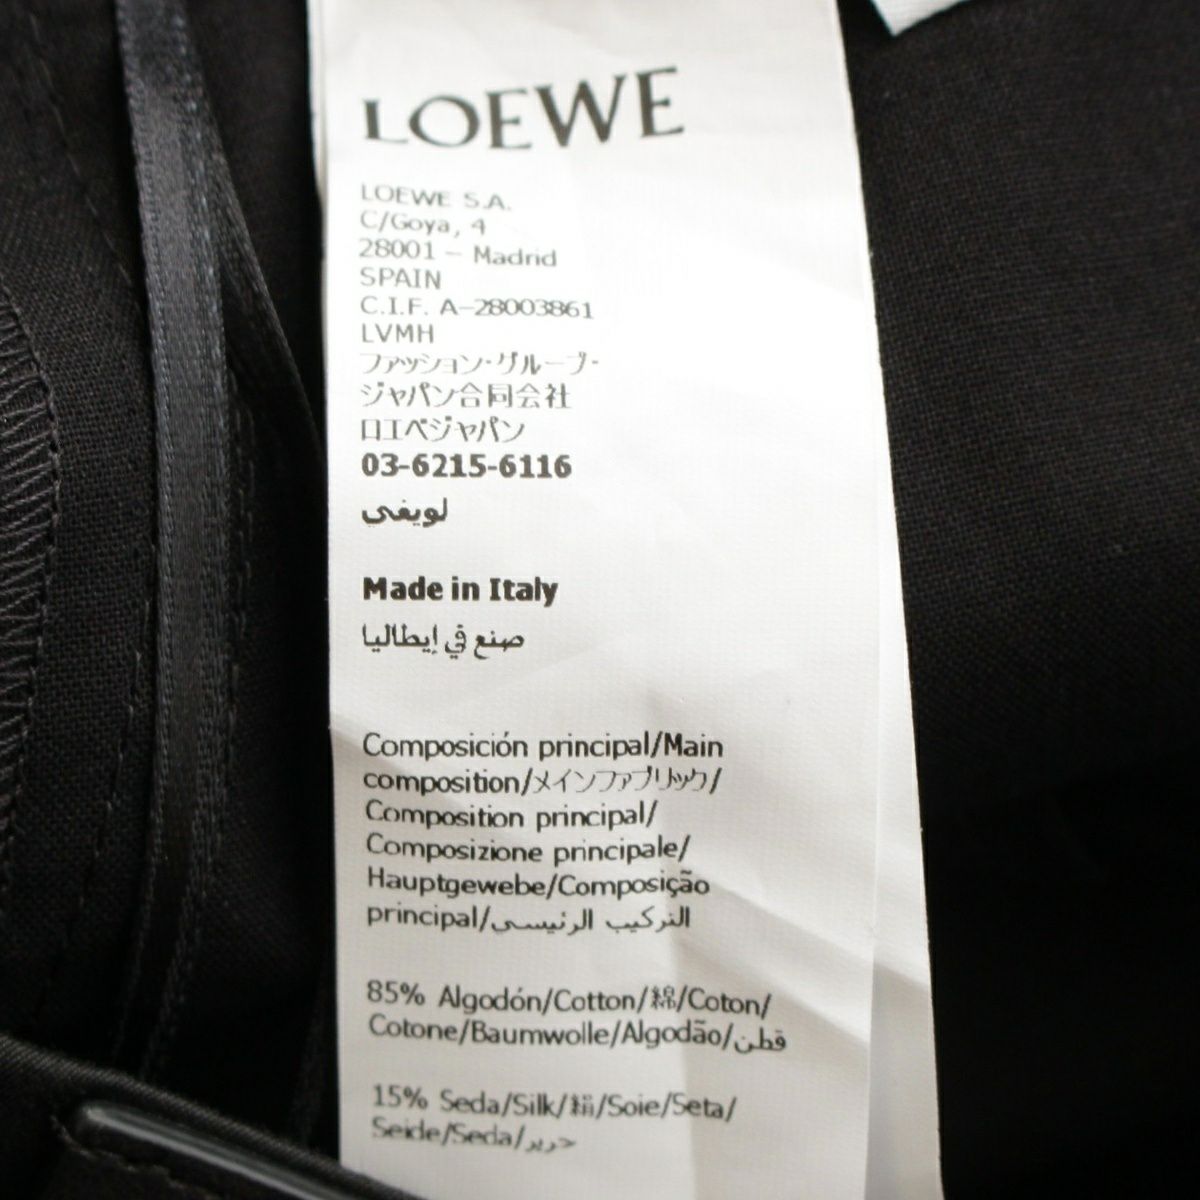 LOEWE
LOEWE S.A.
C/Goya, 4
28001 – Madrid
SPAIN
C.I.F. A-28003861
LVMH
ファッション・グループ・
ジャパン合同会社
ロエベジャパン
03-6215-6116
لويفي
Made in Italy
صنع في إيطاليا
Composición principal/Main
composition/メインファブリック/
Composition principal/
Composizione principale/
Hauptgewebe/Composição
principal/التركيب الرئيسي
85% Algodón/Cotton/綿/Coton/
Cotone/Baumwolle/Algodão/قطن
15% Seda/Silk/絹/Soie/Seta/
Seide/Seda/حرير